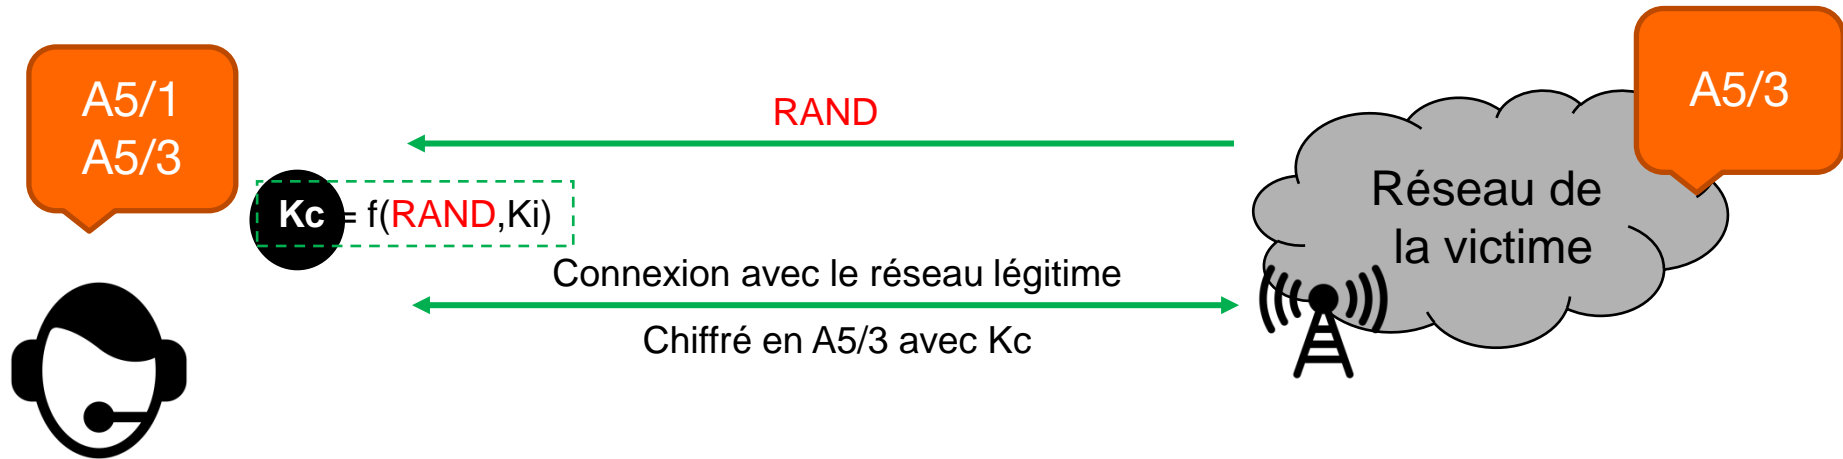 A5/1
A5/3
RAND
A5/3
Kc = f(RAND,Ki)
Réseau de
la victime
Connexion avec le réseau légitime
Chiffré en A5/3 avec Kc